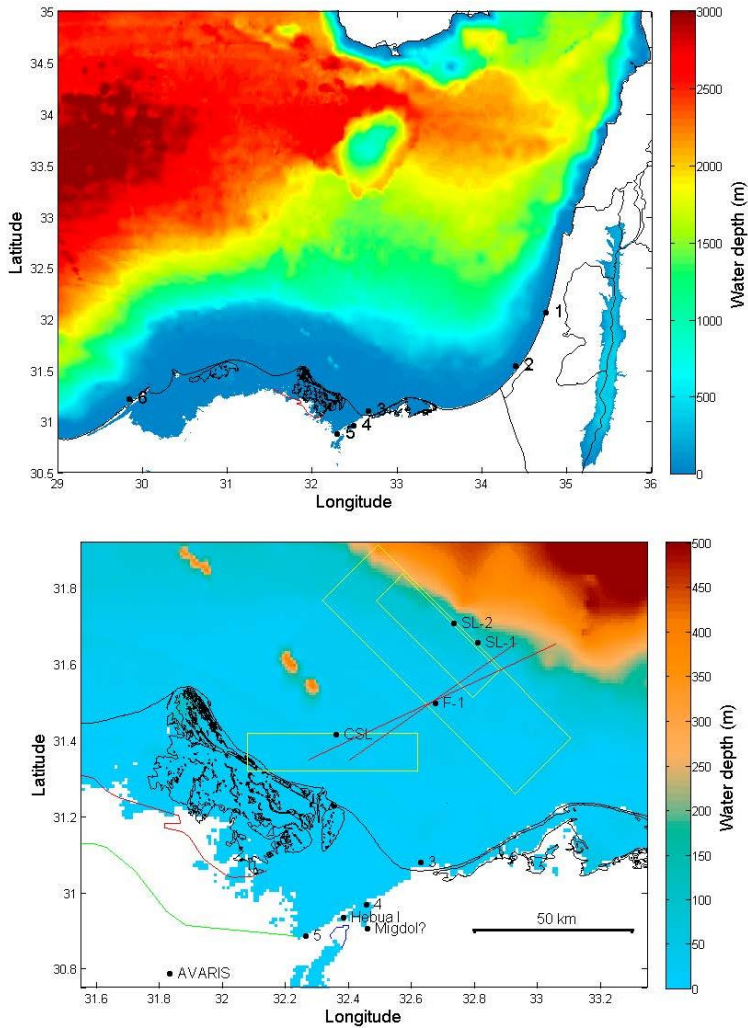 35
34.5
34
33.5
33
32.5
32
31.5
31
30.5
Latitude
1
2
3
4
5
6
29 30 31 32 33 34 35 36
Longitude
3000
2500
2000
1500
1000
500
0
Water depth (m)
31.8
31.6
31.4
31.2
31
30.8
Latitude
SL-2
SL-1
F-1
CSL
3
4
Hebua I
Migdol?
5
50 km
AVARIS
31.6 31.8 32 32.2 32.4 32.6 32.8 33 33.2
Longitude
500
450
400
350
300
250
200
150
100
50
0
Water depth (m)